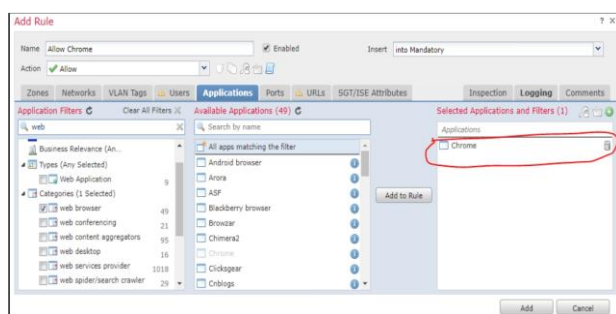 Add Rule
? X
Name Allow Chrome Enabled Insert into Mandatory
Action Allow
Zones Networks VLAN Tags Users Applications Ports URLs SGT/ISE Attributes Inspection Logging Comments
Application Filters Clear All Filters Available Applications (49) Selected Applications and Filters (1)
web
Search by name
Applications
Business Relevance (An...
Types (Any Selected)
Web Application 9
Categories (1 Selected)
web browser 49
web conferencing 21
web content aggregators 95
web desktop 16
web services provider 1018
web spider/search crawler 29
All apps matching the filter
Android browser
Arora
ASF
Blackberry browser
Browzar
Chimera2
Chrome
Clicksgear
Cnblogs
Add to Rule
Chrome
Add Cancel